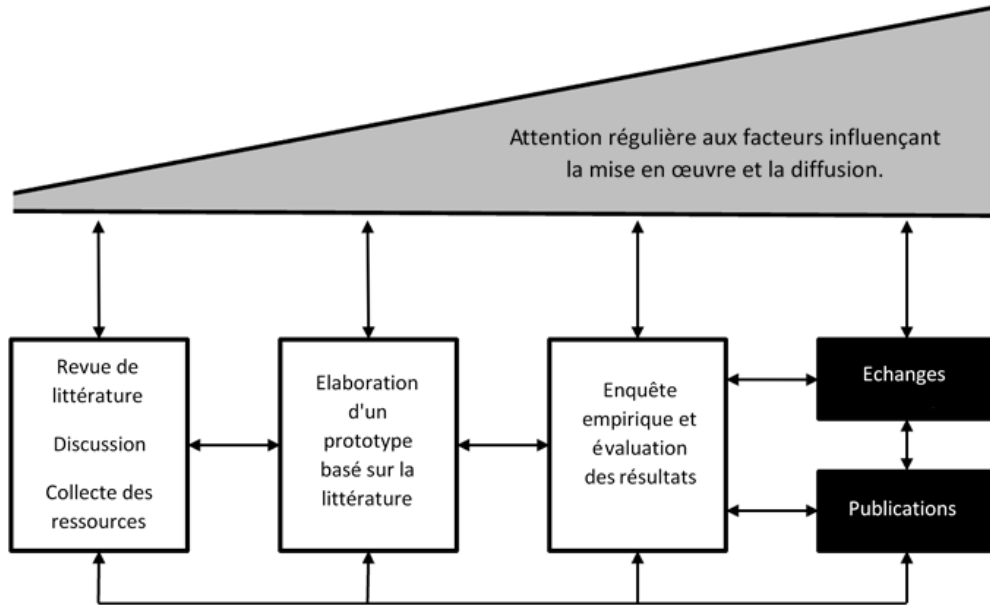 Attention régulière aux facteurs influençant
la mise en œuvre et la diffusion.
Revue de
littérature
Discussion
Collecte des
ressources
Elaboration
d'un
prototype
basé sur la
littérature
Enquête
empirique et
évaluation
des résultats
Echanges
Publications